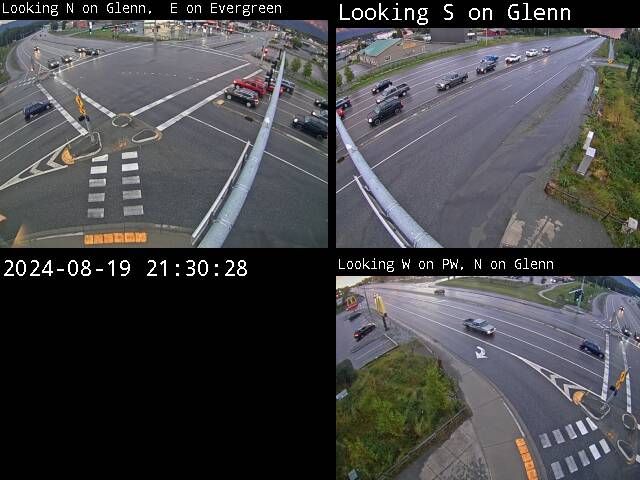 Looking N on Glenn,  E on Evergreen
Looking S on Glenn
2024-08-19 21:30:28
Looking W on PW, N on Glenn